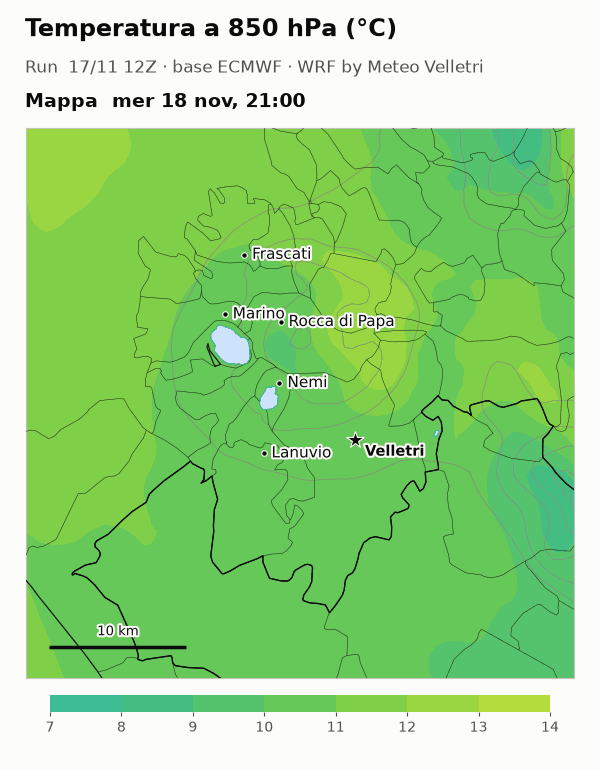 Temperatura a 850 hPa (°C)
Run  17/11 12Z · base ECMWF · WRF by Meteo Velletri
Mappa  mer 18 nov, 21:00
Frascati
Marino
Rocca di Papa
Nemi
Velletri
Lanuvio
10 km
7 8 9 10 11 12 13 14